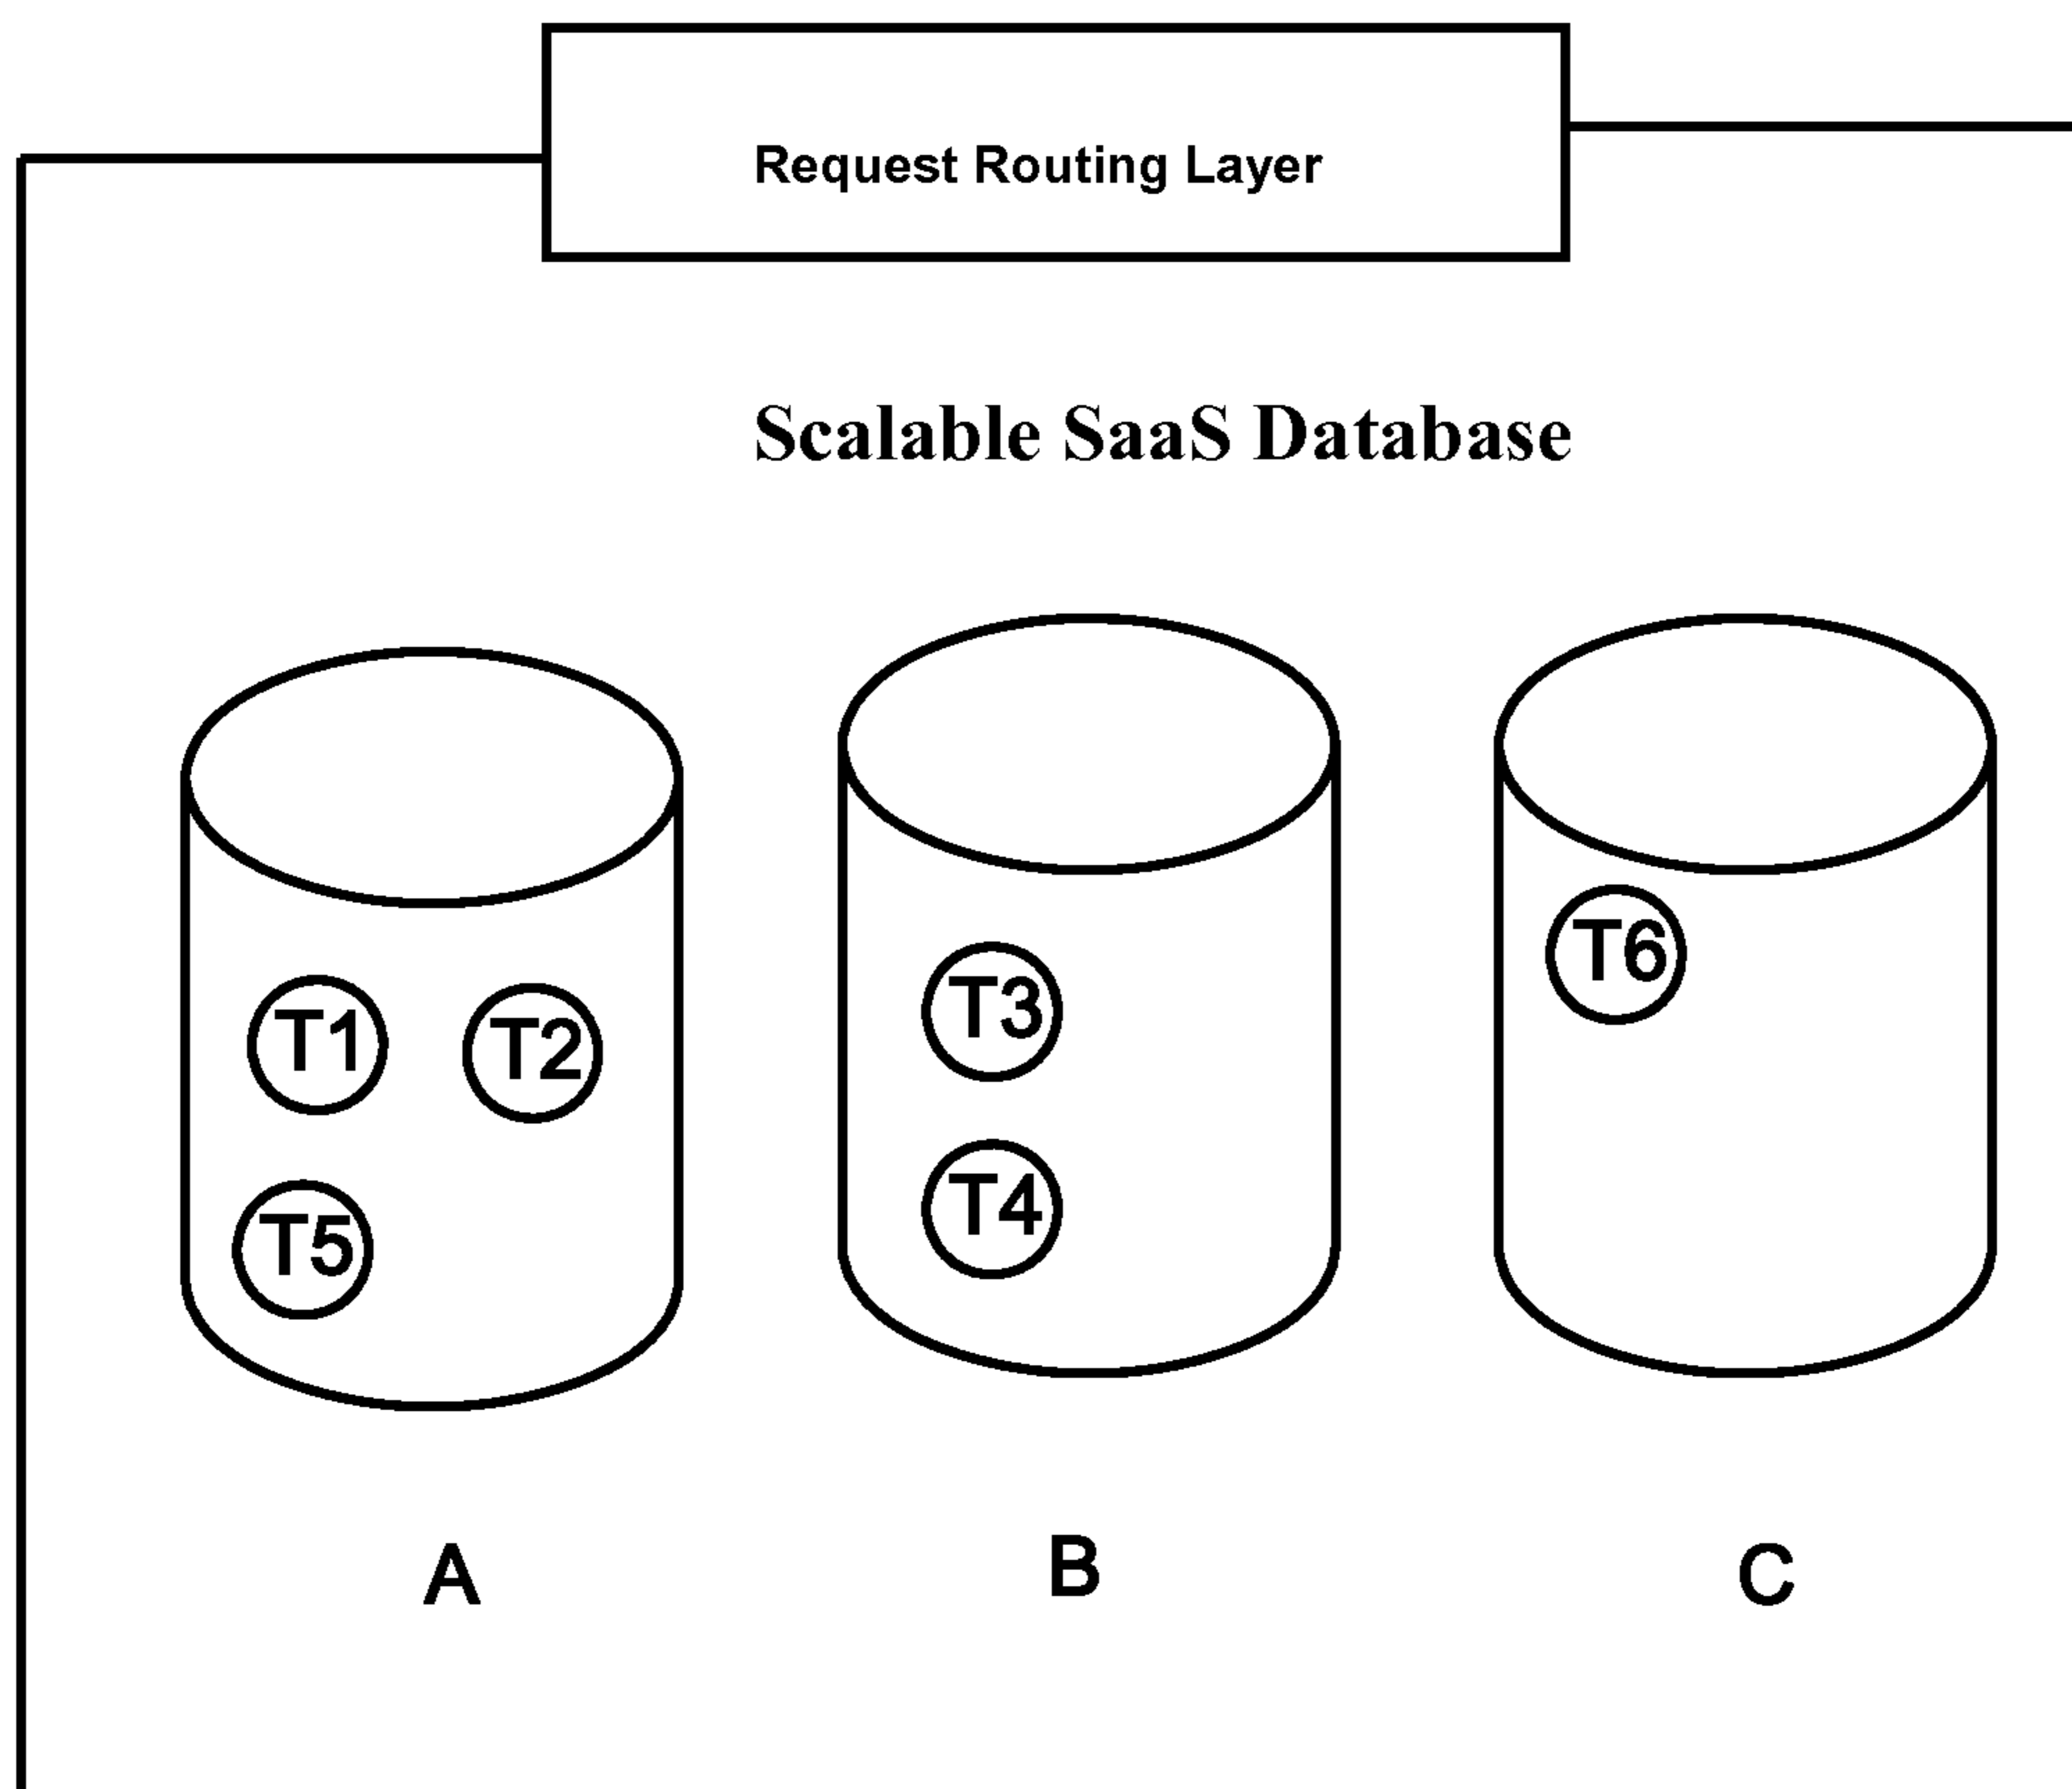 Request Routing Layer
Scalable SaaS Database
T1 T2
T5
T3
T4
T6
A B C